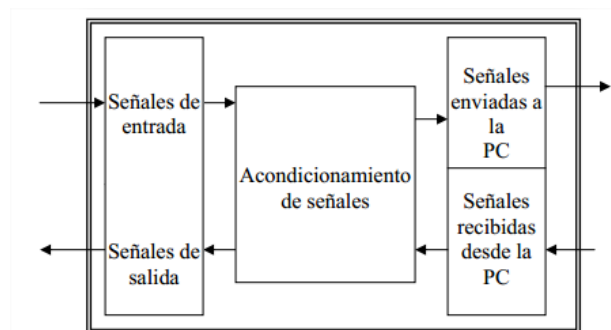 Señales de
entrada
Señales de
salida
Acondicionamiento
de señales
Señales
enviadas a
la
PC
Señales
recibidas
desde la
PC